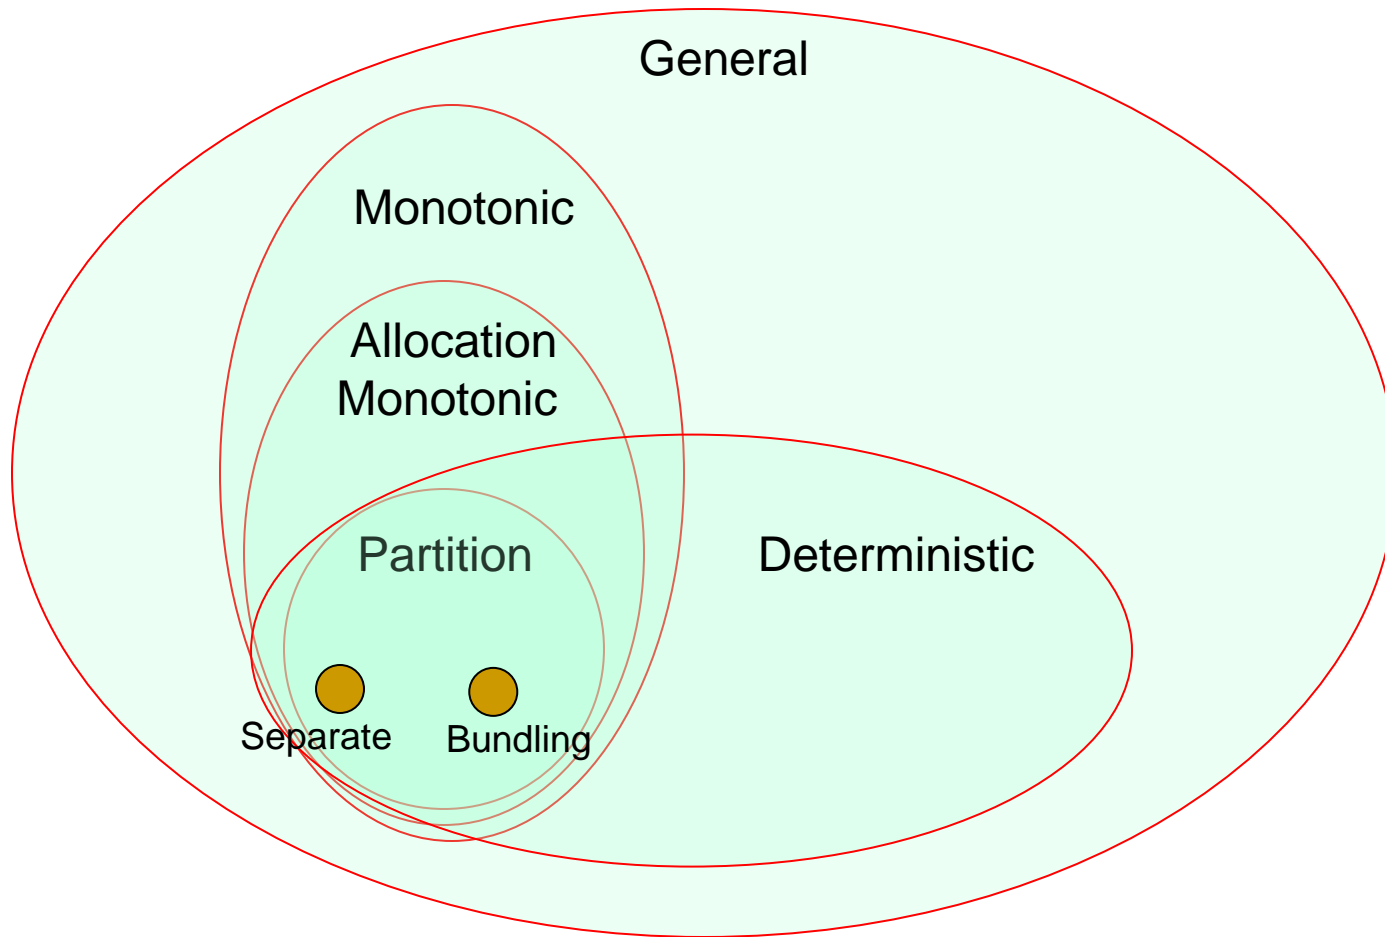 General
Monotonic
Allocation
Monotonic
Partition
Deterministic
Separate
Bundling